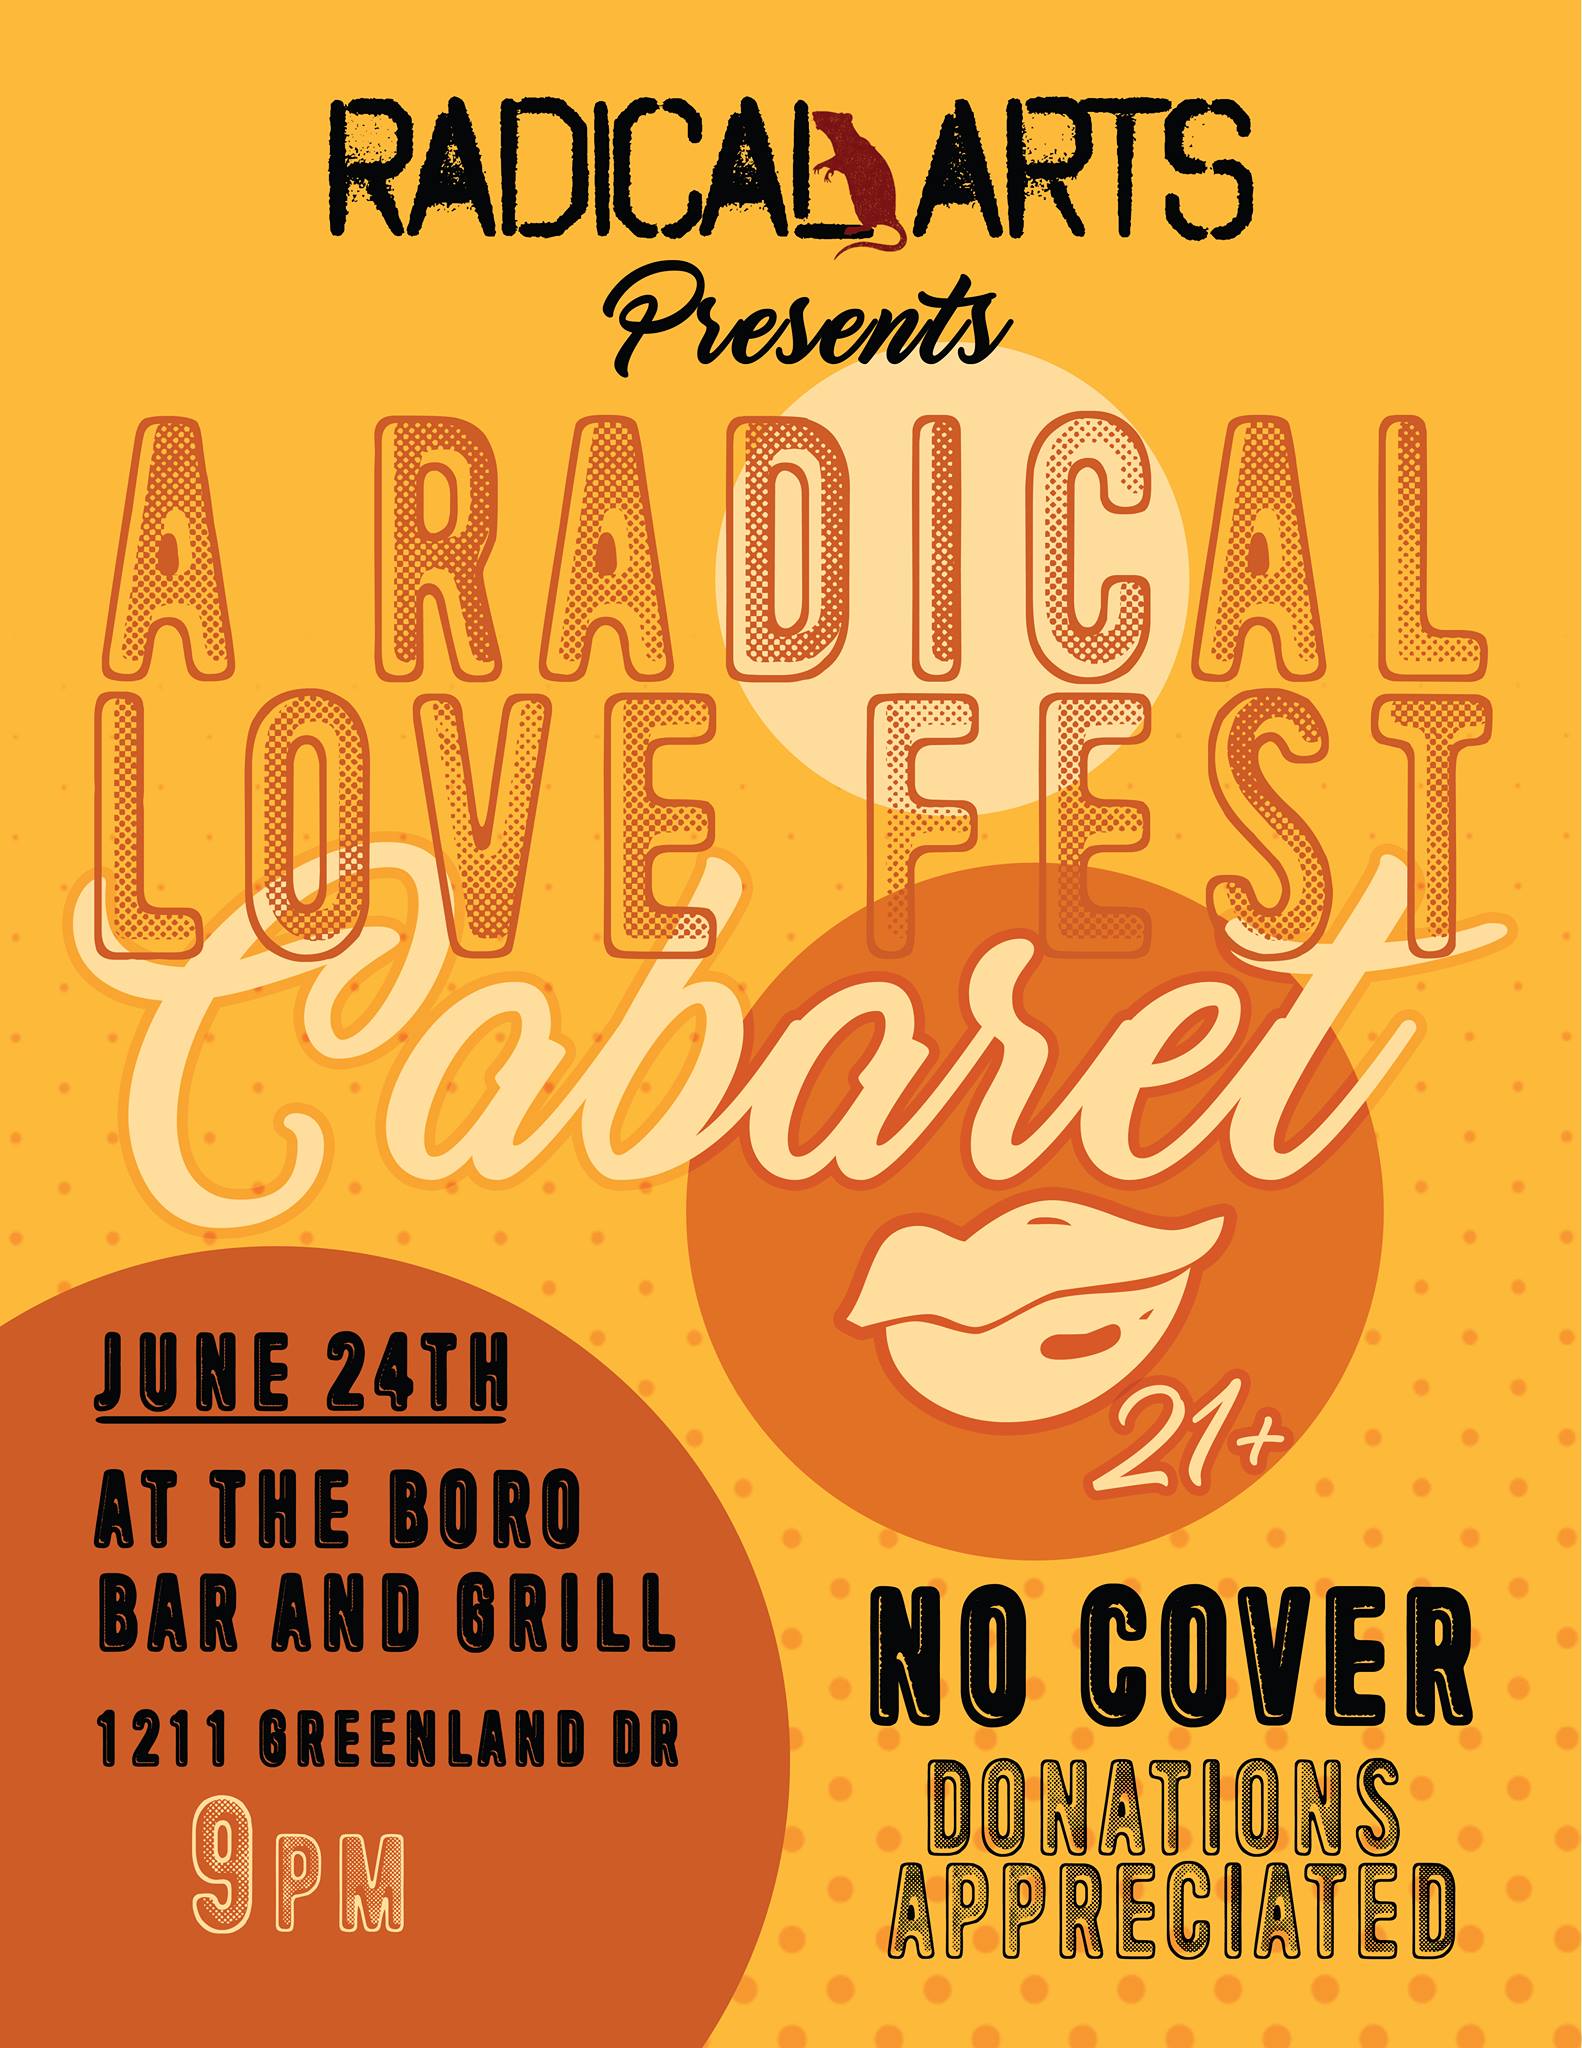 RADICAL ARTS
Presents
A RADICAL
LOVE FEST
Cabaret
21+
JUNE 24TH
AT THE BORO
BAR AND GRILL
1211 GREENLAND DR
9PM
NO COVER
DONATIONS
APPRECIATED